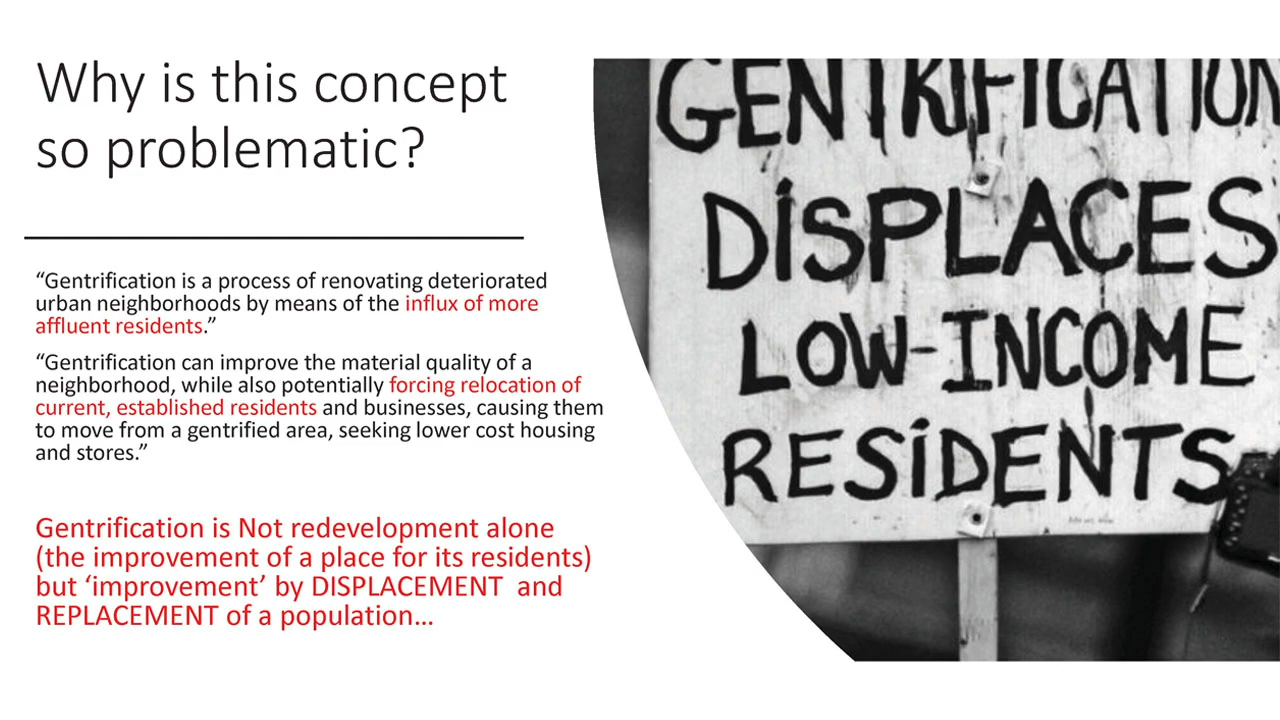 Why is this concept
so problematic?
“Gentrification is a process of renovating deteriorated
urban neighborhoods by means of the influx of more
affluent residents.”
“Gentrification can improve the material quality of a
neighborhood, while also potentially forcing relocation of
current, established residents and businesses, causing them
to move from a gentrified area, seeking lower cost housing
and stores.”
Gentrification is Not redevelopment alone
(the improvement of a place for its residents)
but ‘improvement’ by DISPLACEMENT and
REPLACEMENT of a population…
GENTRIFICATION
DISPLACES
LOW-INCOME
RESIDENTS